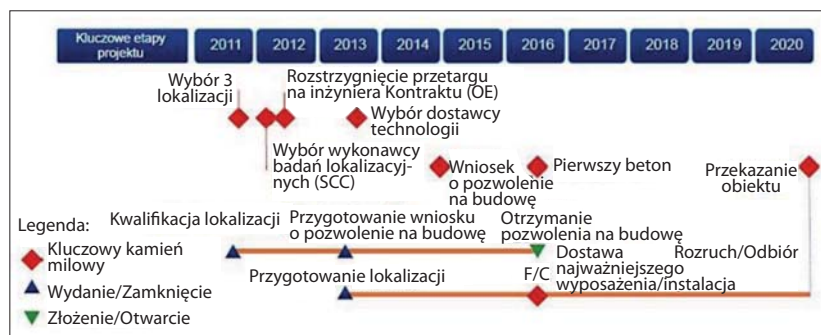 Kluczowe etapy
projektu
2011
2012
2013
2014
2015
2016
2017
2018
2019
2020
Wybór 3
lokalizacji
Rozstrzygnięcie przetargu
na inżyniera Kontraktu (OE)
Wybór dostawcy
technologii
Wybór wykonawcy
badań lokalizacyj-
nych (SCC)
Wniosek
o pozwolenie
na budowę
Pierwszy beton
Przekazanie
obiektu
Legenda:
Kluczowy kamień
milowy
Wydanie/Zamknięcie
Złożenie/Otwarcie
Kwalifikacja lokalizacji
Przygotowanie wniosku
o pozwolenie na budowę
Otrzymanie
pozwolenia na budowę
Przygotowanie lokalizacji
F/C
Dostawa
najważniejszego
wyposażenia/instalacja
Rozruch/Odbiór